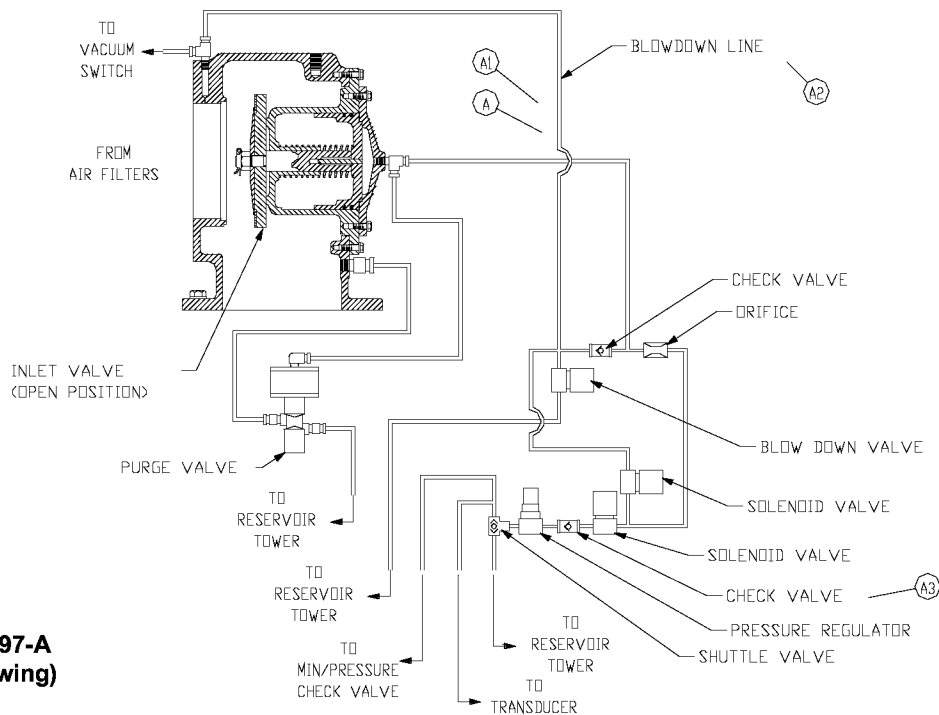 TO
VACUUM
SWITCH
BLOWDOWN LINE
A1
A2
A
FROM
AIR FILTERS
CHECK VALVE
ORIFICE
INLET VALVE
(OPEN POSITION)
BLOW DOWN VALVE
PURGE VALVE
SOLENOID VALVE
TO
RESERVOIR
TOWER
SOLENOID VALVE
TO
RESERVOIR
TOWER
CHECK VALVE
A3
PRESSURE REGULATOR
97-A
wing)
TO
MIN/PRESSURE
CHECK VALVE
TO
RESERVOIR
TOWER
SHUTTLE VALVE
TO
TRANSDUCER